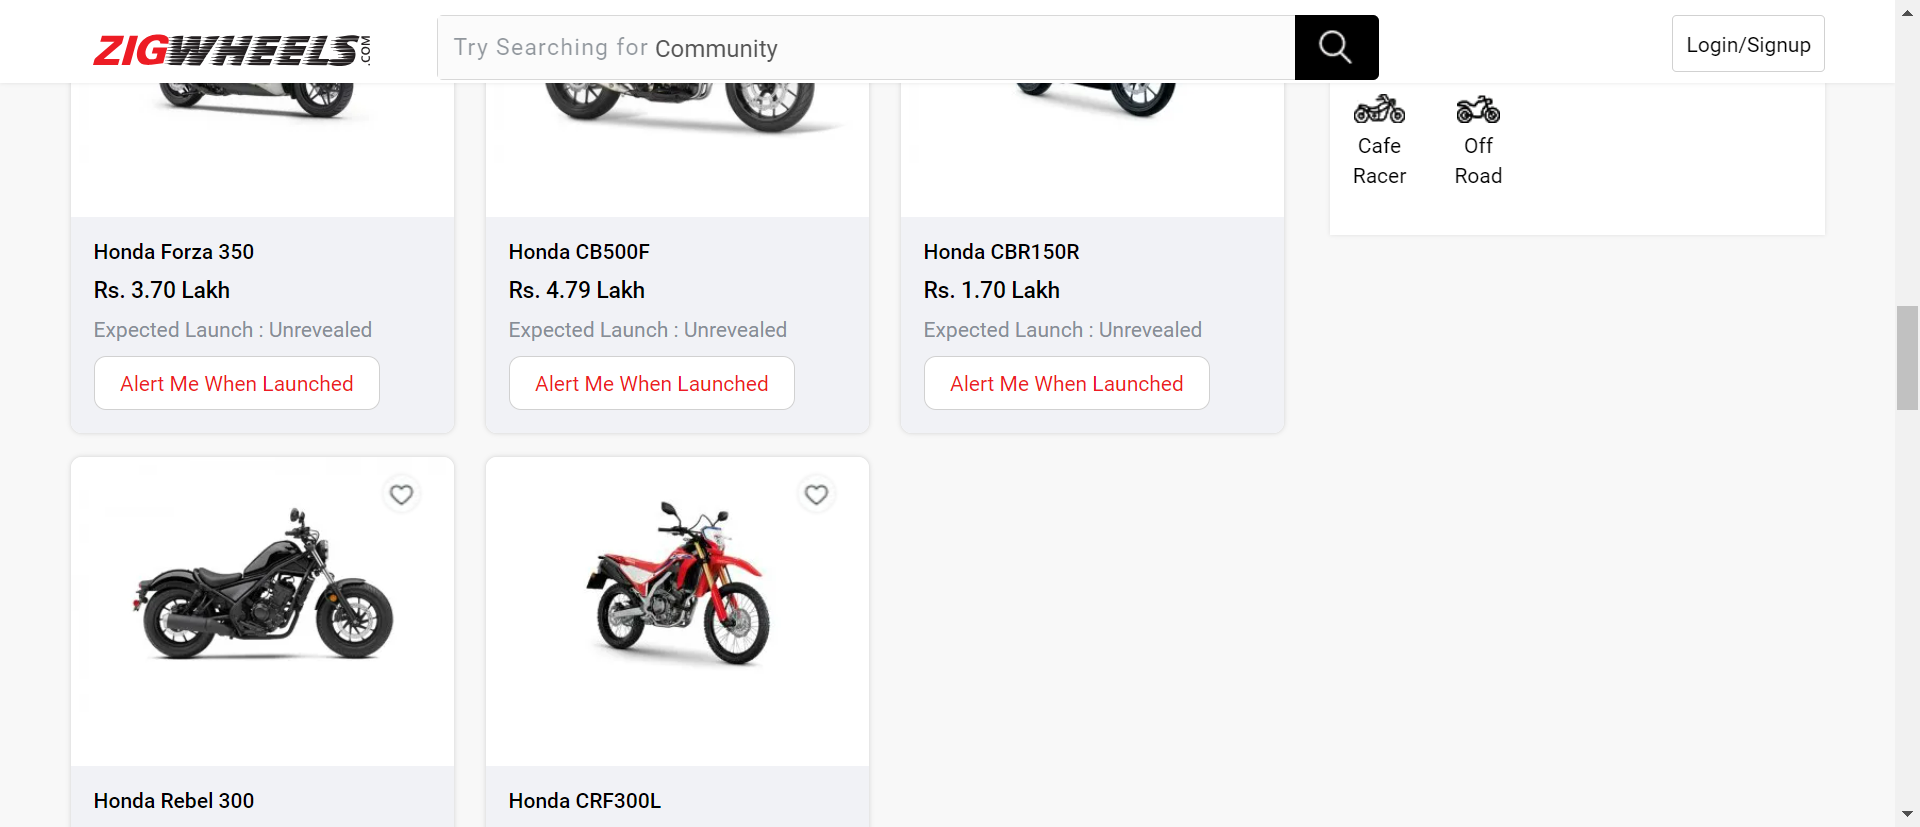 ZIGWHEELS.COM
Try Searching for Community
Login/Signup
Cafe
Racer
Off
Road
Honda Forza 350
Rs. 3.70 Lakh
Expected Launch : Unrevealed
Alert Me When Launched
Honda CB500F
Rs. 4.79 Lakh
Expected Launch : Unrevealed
Alert Me When Launched
Honda CBR150R
Rs. 1.70 Lakh
Expected Launch : Unrevealed
Alert Me When Launched
Honda Rebel 300
Honda CRF300L